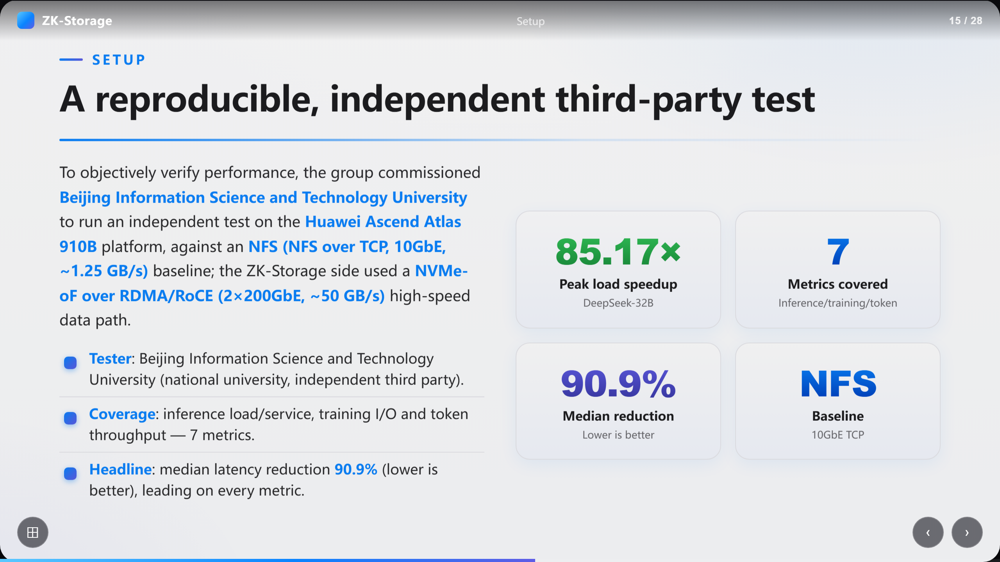 ZK-Storage
Setup
15 / 28
SETUP
A reproducible, independent third-party test
To objectively verify performance, the group commissioned
Beijing Information Science and Technology University
to run an independent test on the Huawei Ascend Atlas
910B platform, against an NFS (NFS over TCP, 10GbE,
~1.25 GB/s) baseline; the ZK-Storage side used a NVMe-
oF over RDMA/RoCE (2×200GbE, ~50 GB/s) high-speed
data path.
Tester: Beijing Information Science and Technology
University (national university, independent third party).
Coverage: inference load/service, training I/O and token
throughput — 7 metrics.
Headline: median latency reduction 90.9% (lower is
better), leading on every metric.
85.17×
Peak load speedup
DeepSeek-32B
7
Metrics covered
Inference/training/token
90.9%
Median reduction
Lower is better
NFS
Baseline
10GbE TCP